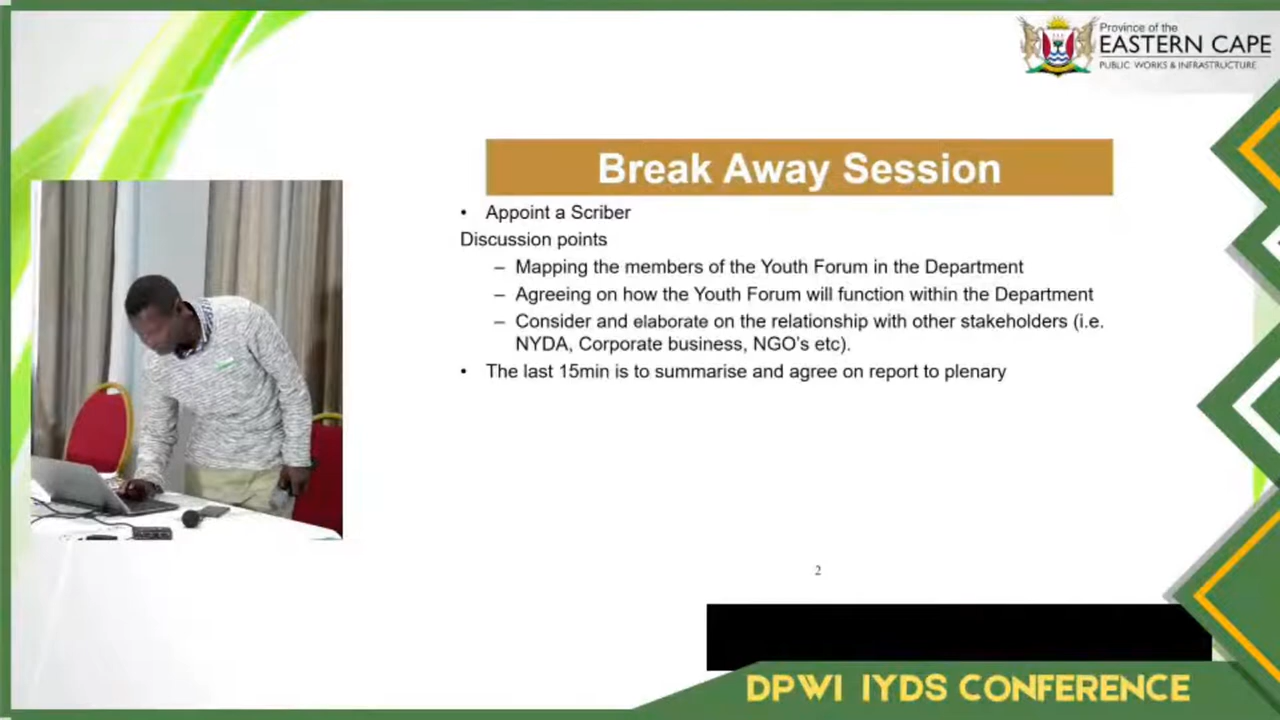 Province of the
EASTERN CAPE
PUBLIC WORKS & INFRASTRUCTURE
Break Away Session
• Appoint a Scriber
Discussion points
– Mapping the members of the Youth Forum in the Department
– Agreeing on how the Youth Forum will function within the Department
– Consider and elaborate on the relationship with other stakeholders (i.e.
NYDA, Corporate business, NGO’s etc).
• The last 15min is to summarise and agree on report to plenary
2
DPWI IYDS CONFERENCE